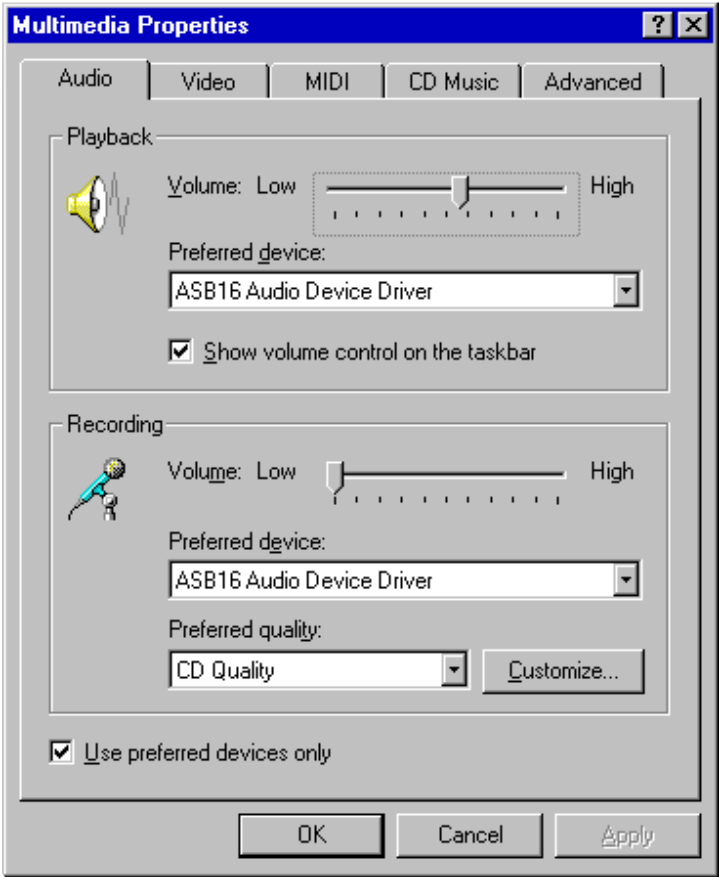 Multimedia Properties
Audio Video MIDI CD Music Advanced
Playback
Volume: Low High
Preferred device:
ASB16 Audio Device Driver
Show volume control on the taskbar
Recording
Volume: Low High
Preferred device:
ASB16 Audio Device Driver
Preferred quality:
CD Quality Customize...
Use preferred devices only
OK Cancel Apply